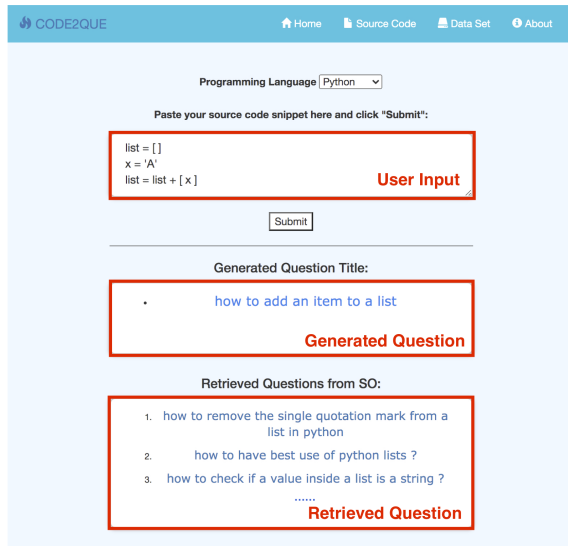 CODE2QUE
Home
Source Code
Data Set
About
Programming Language Python
Paste your source code snippet here and click "Submit":
list = [ ]
x = 'A'
list = list + [ x ]
User Input
Submit
Generated Question Title:
• how to add an item to a list
Generated Question
Retrieved Questions from SO:
1. how to remove the single quotation mark from a
list in python
2. how to have best use of python lists ?
3. how to check if a value inside a list is a string ?
......
Retrieved Question